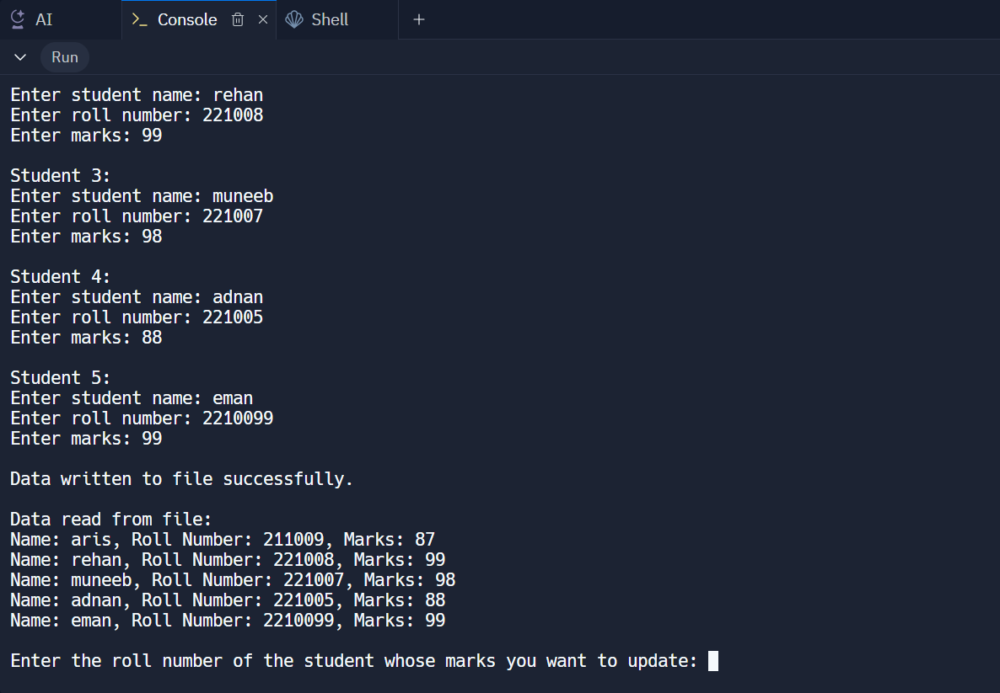 AI
Console
Shell
Run
Enter student name: rehan
Enter roll number: 221008
Enter marks: 99
Student 3:
Enter student name: muneeb
Enter roll number: 221007
Enter marks: 98
Student 4:
Enter student name: adnan
Enter roll number: 221005
Enter marks: 88
Student 5:
Enter student name: eman
Enter roll number: 2210099
Enter marks: 99
Data written to file successfully.
Data read from file:
Name: aris, Roll Number: 211009, Marks: 87
Name: rehan, Roll Number: 221008, Marks: 99
Name: muneeb, Roll Number: 221007, Marks: 98
Name: adnan, Roll Number: 221005, Marks: 88
Name: eman, Roll Number: 2210099, Marks: 99
Enter the roll number of the student whose marks you want to update: